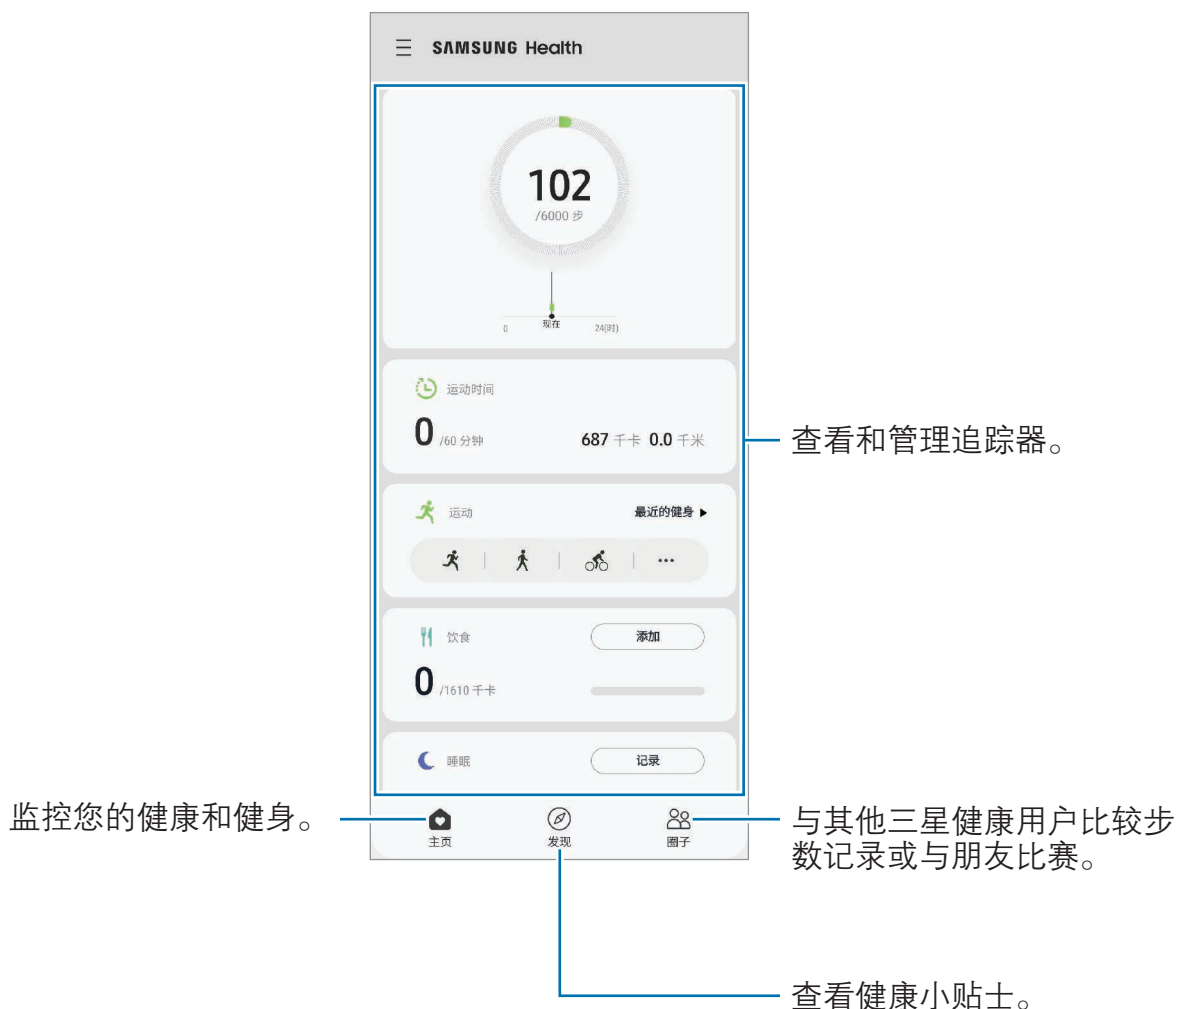 SAMSUNG Health
102
/6000 步
现在
0 24(时)
运动时间
0 /60 分钟 687 千卡 0.0 千米
查看和管理追踪器。
运动 最近的健身
饮食 添加
0 /1610 千卡
睡眠 记录
监控您的健康和健身。
主页 发现 圈子
与其他三星健康用户比较步
数记录或与朋友比赛。
查看健康小贴士。